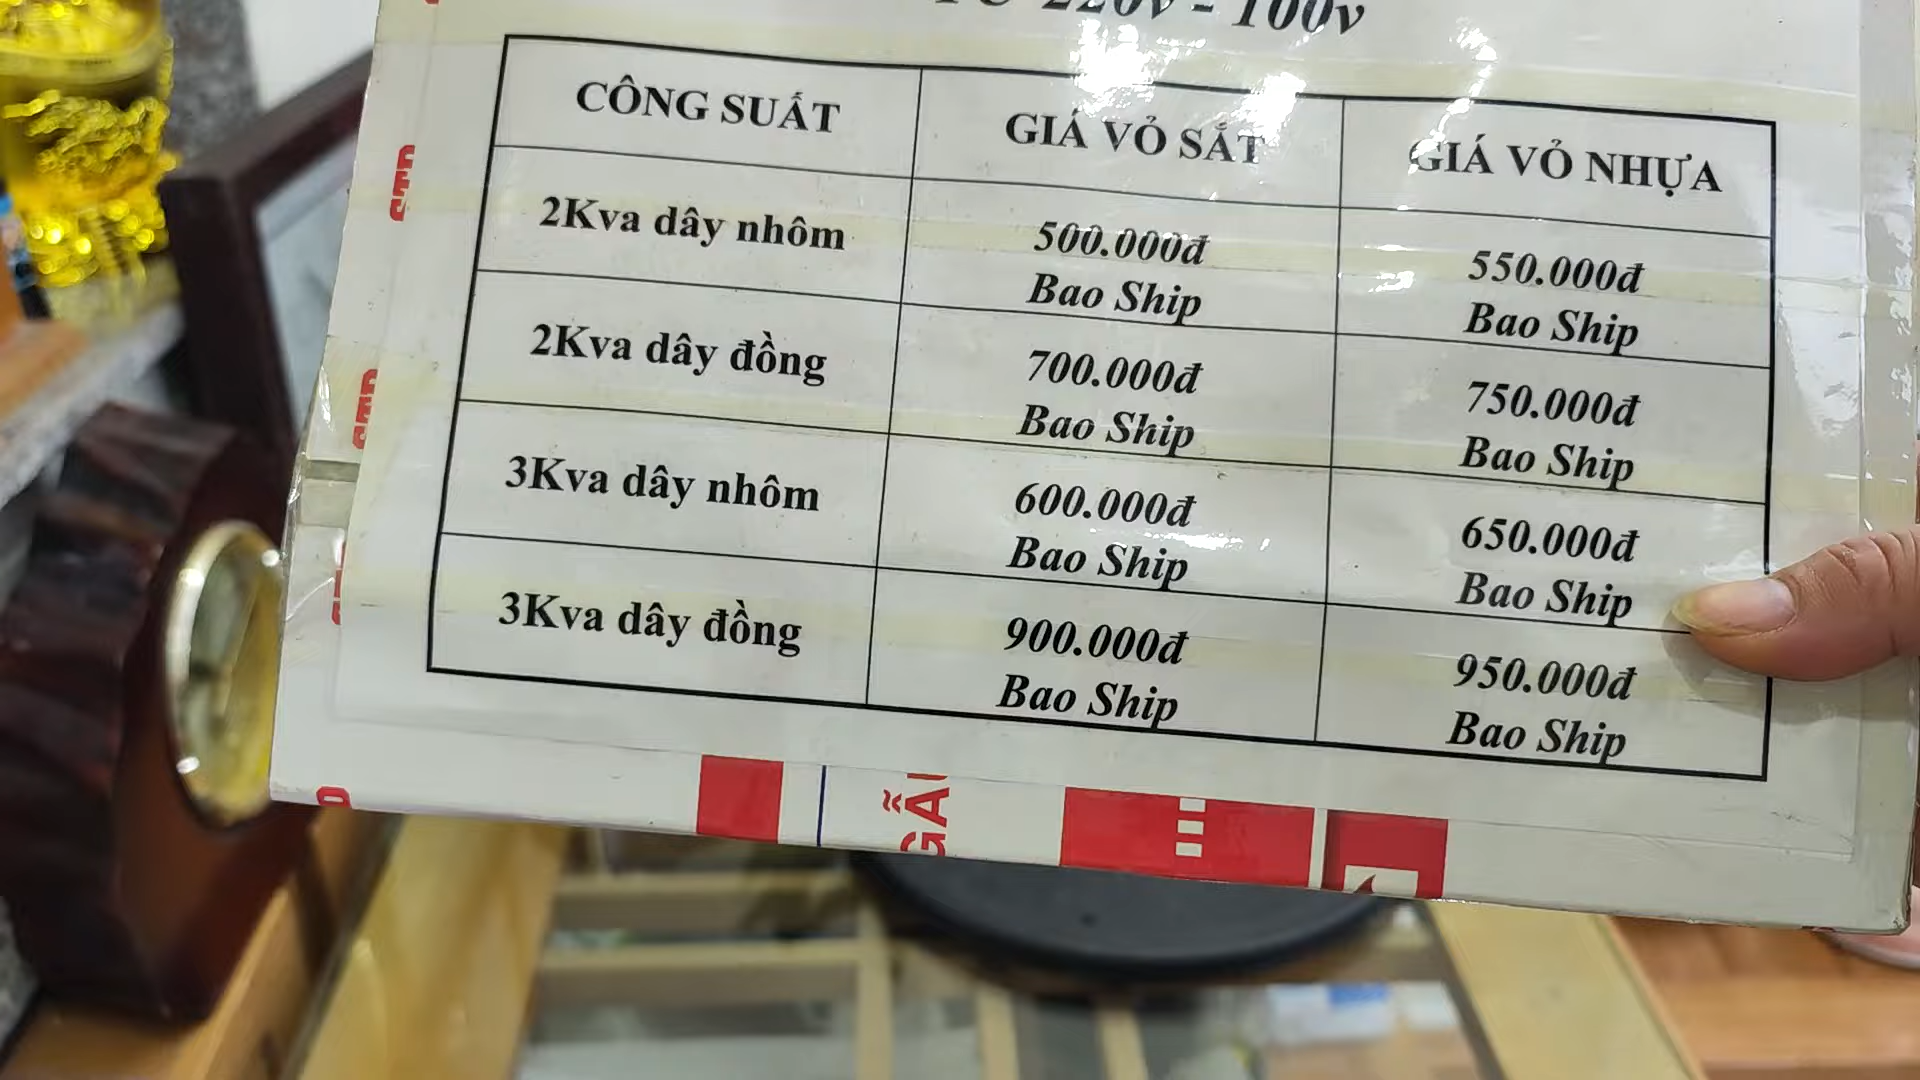 220v - 100v
CÔNG SUẤT GIÁ VỎ SẮT GIÁ VỎ NHỰA
2Kva dây nhôm 500.000đ Bao Ship 550.000đ Bao Ship
2Kva dây đồng 700.000đ Bao Ship 750.000đ Bao Ship
3Kva dây nhôm 600.000đ Bao Ship 650.000đ Bao Ship
3Kva dây đồng 900.000đ Bao Ship 950.000đ Bao Ship